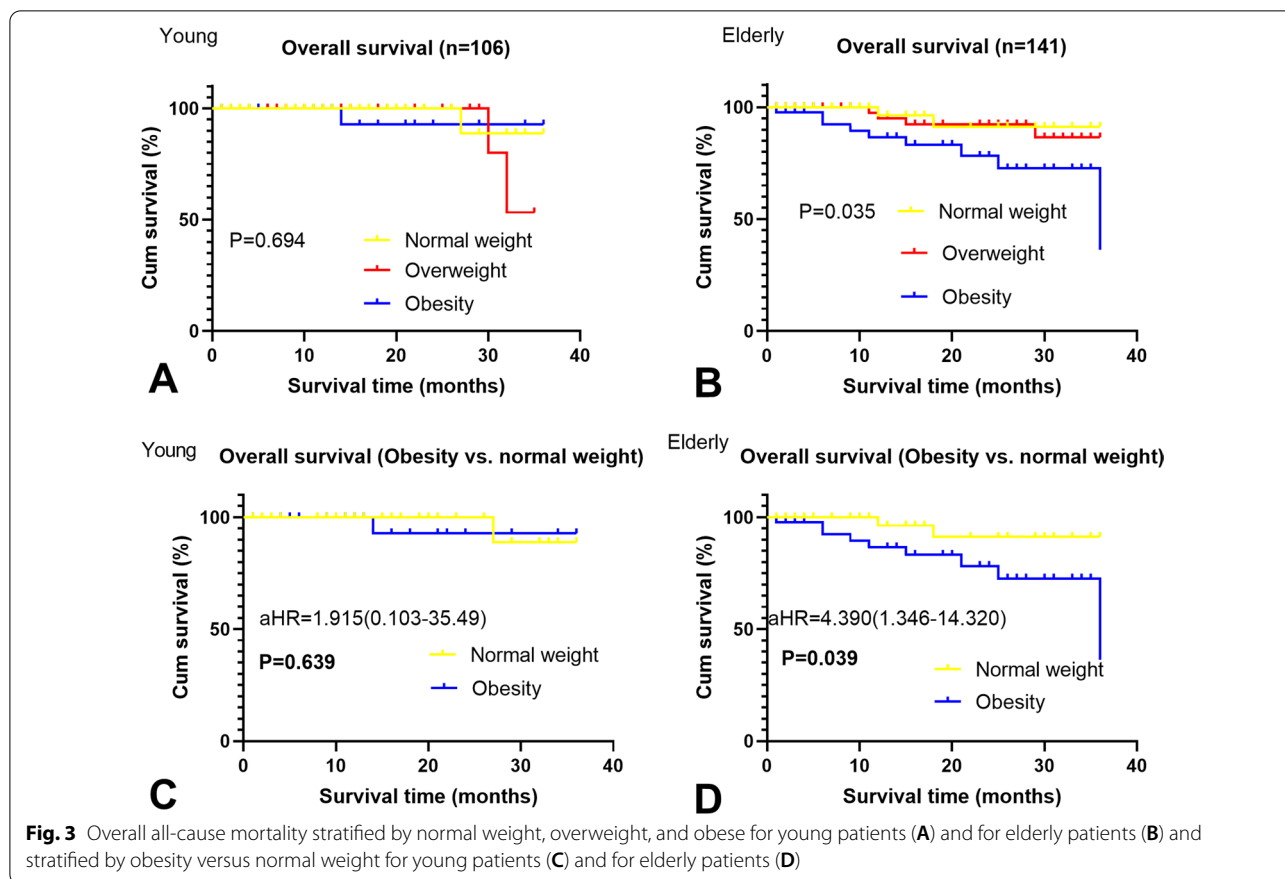 Young
Overall survival (n=106)
100
50
0
Cum survival (%)
P=0.694
Normal weight
Overweight
Obesity
0 10 20 30 40
Survival time (months)
A
Elderly
Overall survival (n=141)
100
50
0
Cum survival (%)
P=0.035
Normal weight
Overweight
Obesity
0 10 20 30 40
Survival time (months)
B
Young
Overall survival (Obesity vs. normal weight)
100
50
0
Cum survival (%)
aHR=1.915(0.103-35.49)
P=0.639
Normal weight
Obesity
0 10 20 30 40
Survival time (months)
C
Elderly
Overall survival (Obesity vs. normal weight)
100
50
0
Cum survival (%)
aHR=4.390(1.346-14.320)
P=0.039
Normal weight
Obesity
0 10 20 30 40
Survival time (months)
D
Fig. 3 Overall all-cause mortality stratified by normal weight, overweight, and obese for young patients (A) and for elderly patients (B) and
stratified by obesity versus normal weight for young patients (C) and for elderly patients (D)